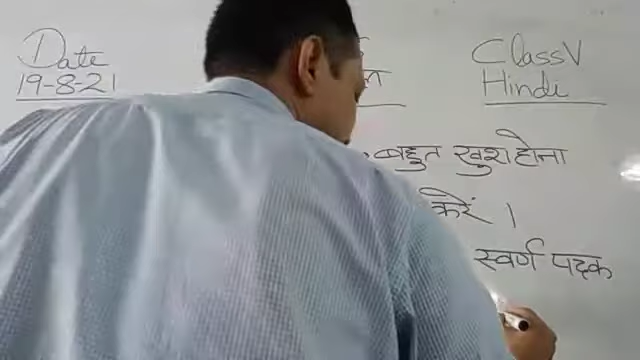 Date
19-8-21
Class V
Hindi
बहुत खुश होना
करें ।
स्वर्ण पदक